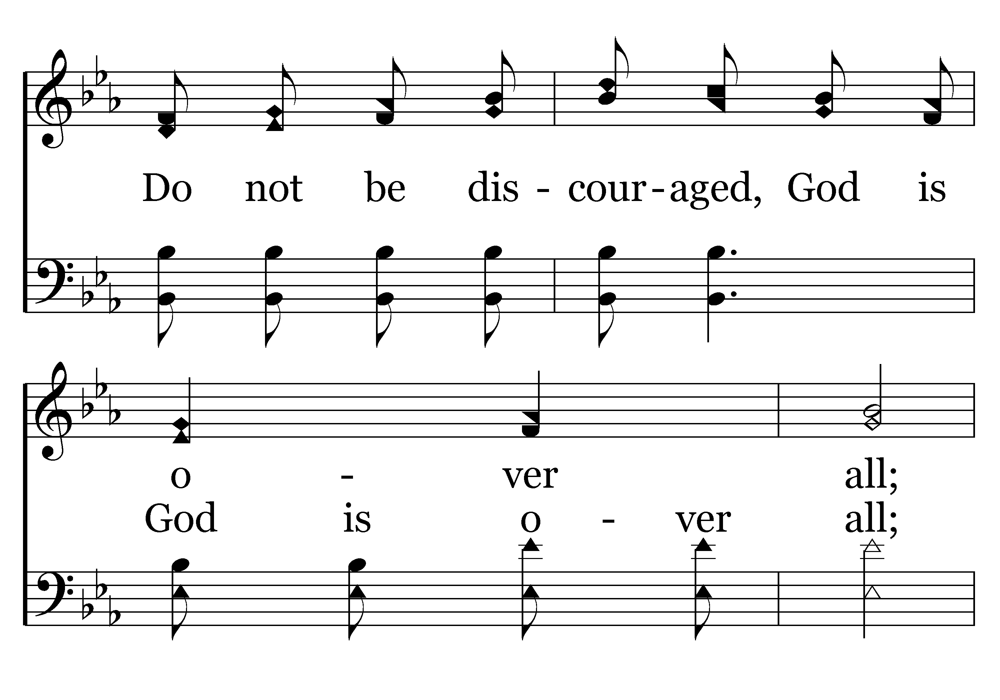 Do not be dis - cour - aged, God is
o - ver all;
God is o - ver all;